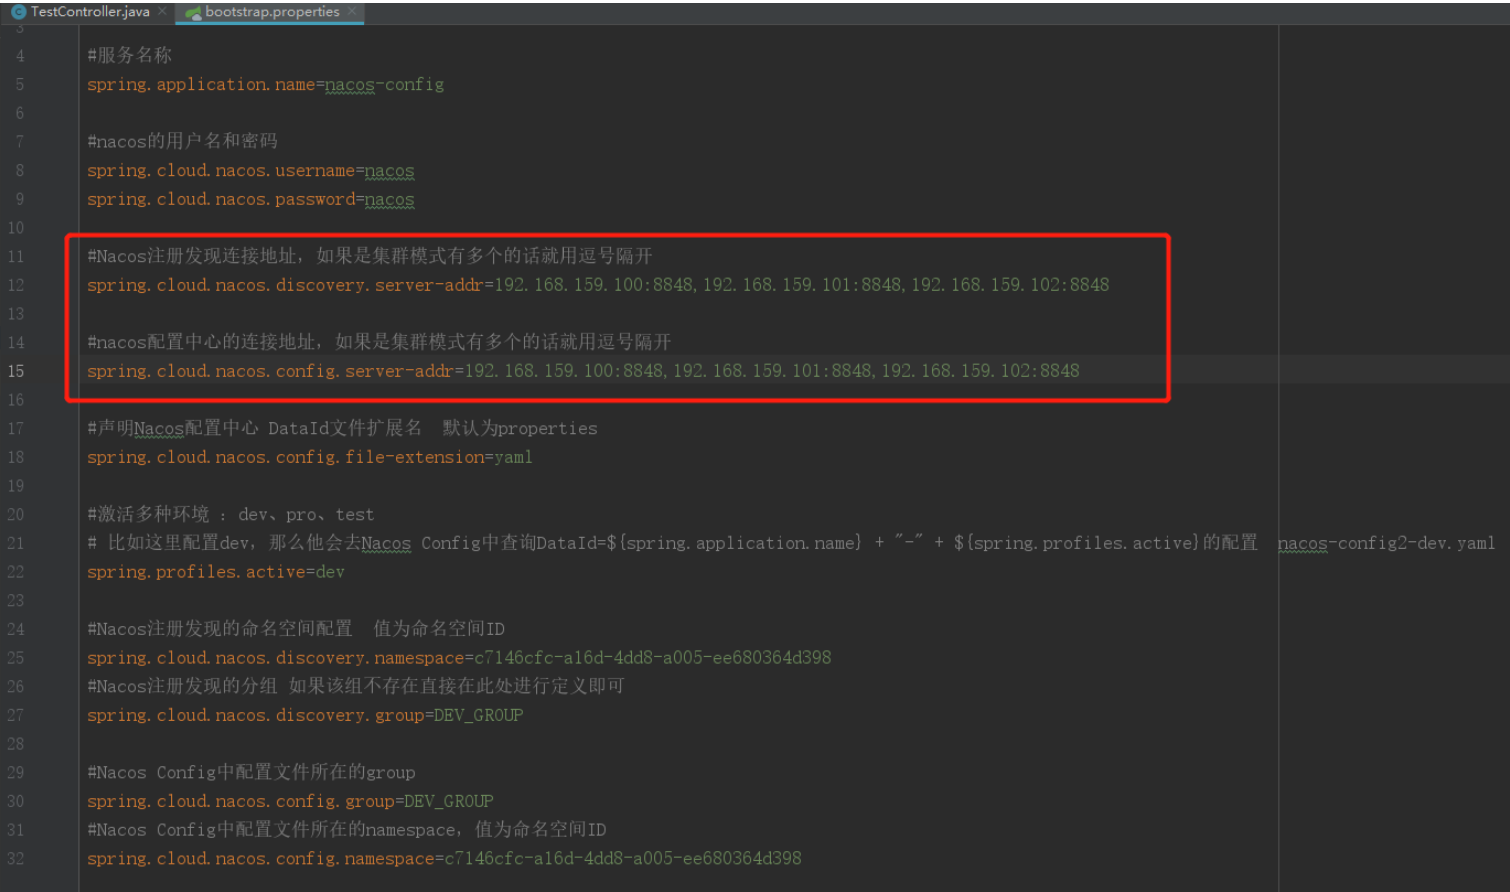 TestController.java × bootstrap.properties ×
3
4 #服务名称
5 spring.application.name=nacos-config
6
7 #nacos的用户名和密码
8 spring.cloud.nacos.username=nacos
9 spring.cloud.nacos.password=nacos
10
11 #Nacos注册发现连接地址，如果是集群模式有多个的话就用逗号隔开
12 spring.cloud.nacos.discovery.server-addr=192.168.159.100:8848,192.168.159.101:8848,192.168.159.102:8848
13
14 #nacos配置中心的连接地址，如果是集群模式有多个的话就用逗号隔开
15 spring.cloud.nacos.config.server-addr=192.168.159.100:8848,192.168.159.101:8848,192.168.159.102:8848
16
17 #声明Nacos配置中心 DataId文件扩展名  默认为properties
18 spring.cloud.nacos.config.file-extension=yaml
19
20 #激活多种环境 ：dev、pro、test
21 # 比如这里配置dev，那么他会去Nacos Config中查询DataId=${spring.application.name} + "-" + ${spring.profiles.active}的配置  nacos-config2-dev.yaml
22 spring.profiles.active=dev
23
24 #Nacos注册发现的命名空间配置  值为命名空间ID
25 spring.cloud.nacos.discovery.namespace=c7146cfc-a16d-4dd8-a005-ee680364d398
26 #Nacos注册发现的分组 如果该组不存在直接在此处进行定义即可
27 spring.cloud.nacos.discovery.group=DEV_GROUP
28
29 #Nacos Config中配置文件所在的group
30 spring.cloud.nacos.config.group=DEV_GROUP
31 #Nacos Config中配置文件所在的namespace，值为命名空间ID
32 spring.cloud.nacos.config.namespace=c7146cfc-a16d-4dd8-a005-ee680364d398